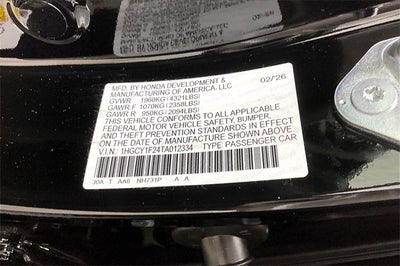 MFD. BY HONDA DEVELOPMENT & 02/26
MANUFACTURING OF AMERICA, LLC
GVWR 1960KG(4321LBS)
GAWR F 1070KG(2358LBS)
GAWR R 950KG(2094LBS)
THIS VEHICLE CONFORMS TO ALL APPLICABLE
FEDERAL MOTOR VEHICLE SAFETY, BUMPER,
AND THEFT PREVENTION STANDARDS IN EFFECT
ON THE DATE OF MANUFACTURE SHOWN ABOVE.
V.I.N.: 1HGCY1F24TA012334 TYPE PASSENGER CAR
30A T AA6 NH731P A A